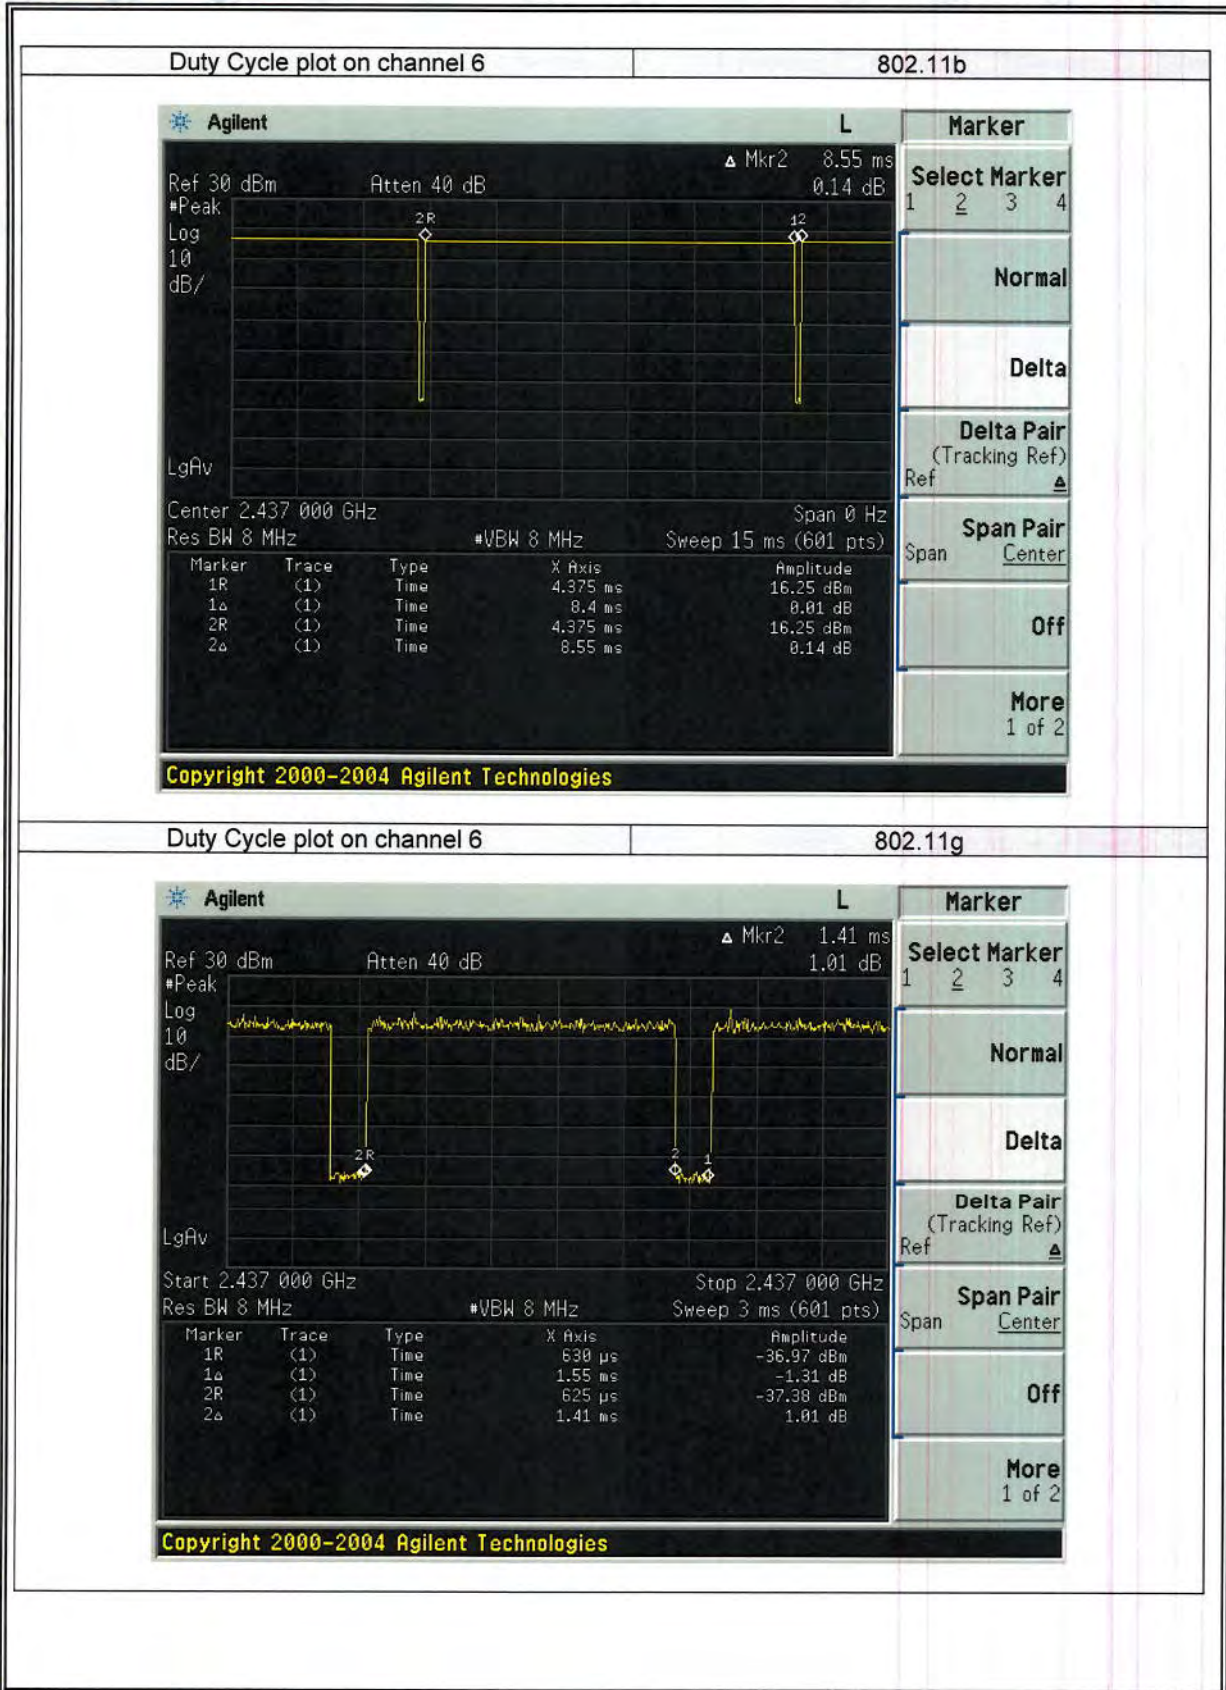 Duty Cycle plot on channel 6 802.11b
Agilent L Marker
Δ Mkr2 8.55 ms
Ref 30 dBm Atten 40 dB 0.14 dB
Select Marker
1 2 3 4
#Peak
Log
10
dB/
2R
12
Normal
Delta
Delta Pair
(Tracking Ref)
Ref Δ
LgAv
Center 2.437 000 GHz Span 0 Hz
Res BW 8 MHz #VBW 8 MHz Sweep 15 ms (601 pts)
Span Pair
Span Center
Marker Trace Type X Axis Amplitude
1R (1) Time 4.375 ms 16.25 dBm
1Δ (1) Time 8.4 ms 0.01 dB
2R (1) Time 4.375 ms 16.25 dBm
2Δ (1) Time 8.55 ms 0.14 dB
Off
More
1 of 2
Copyright 2000-2004 Agilent Technologies
Duty Cycle plot on channel 6 802.11g
Agilent L Marker
Δ Mkr2 1.41 ms
Ref 30 dBm Atten 40 dB 1.01 dB
Select Marker
1 2 3 4
#Peak
Log
10
dB/
Normal
Delta
2R
2
1
Delta Pair
(Tracking Ref)
Ref Δ
LgAv
Start 2.437 000 GHz Stop 2.437 000 GHz
Res BW 8 MHz #VBW 8 MHz Sweep 3 ms (601 pts)
Span Pair
Span Center
Marker Trace Type X Axis Amplitude
1R (1) Time 630 µs -36.97 dBm
1Δ (1) Time 1.55 ms -1.31 dB
2R (1) Time 625 µs -37.38 dBm
2Δ (1) Time 1.41 ms 1.01 dB
Off
More
1 of 2
Copyright 2000-2004 Agilent Technologies